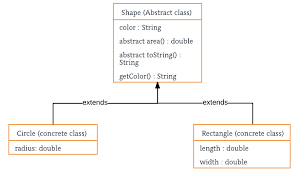 Shape (Abstract class)
color : String
abstract area() : double
abstract toString() :
String
getColor() : String
extends
extends
Circle (concrete class)
radius: double
Rectangle (concrete class)
length : double
width : double